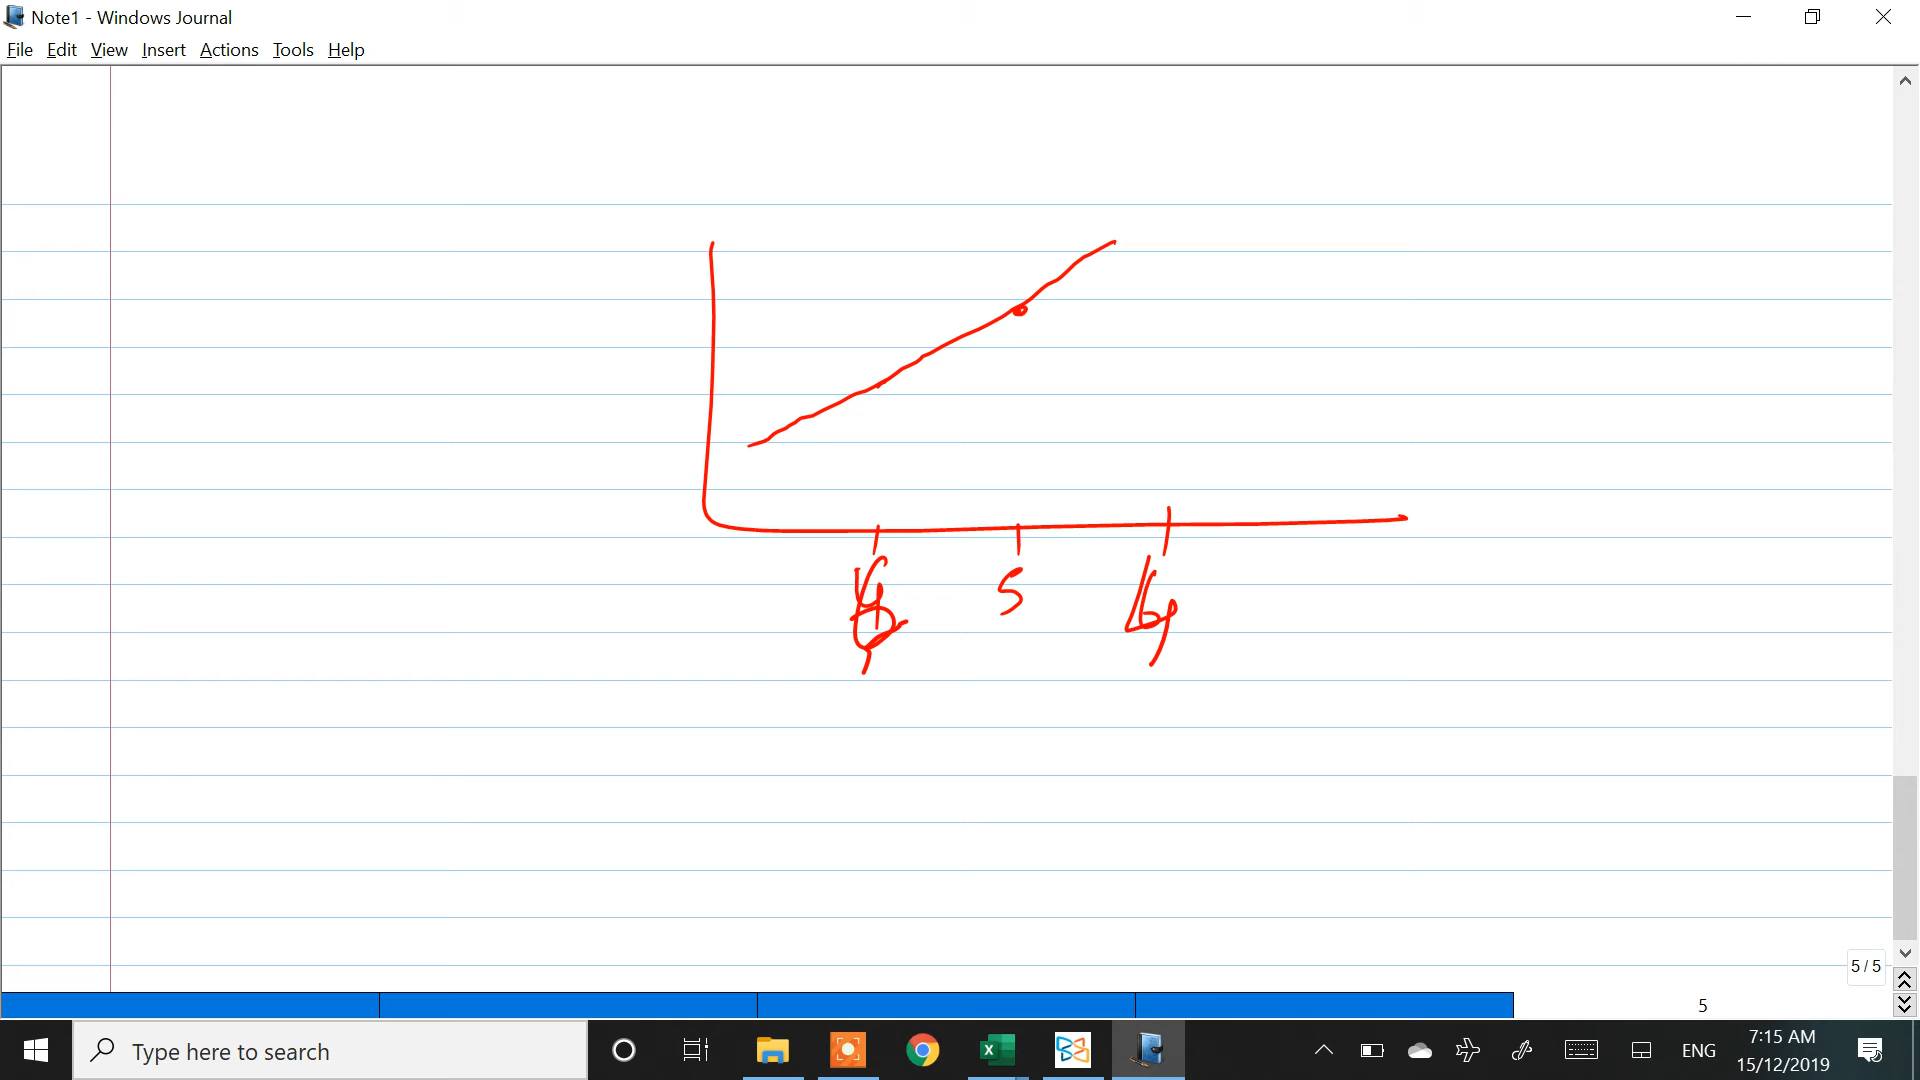 Note1 - Windows Journal
File Edit View Insert Actions Tools Help
5
5 / 5
5
Type here to search
ENG
7:15 AM
15/12/2019